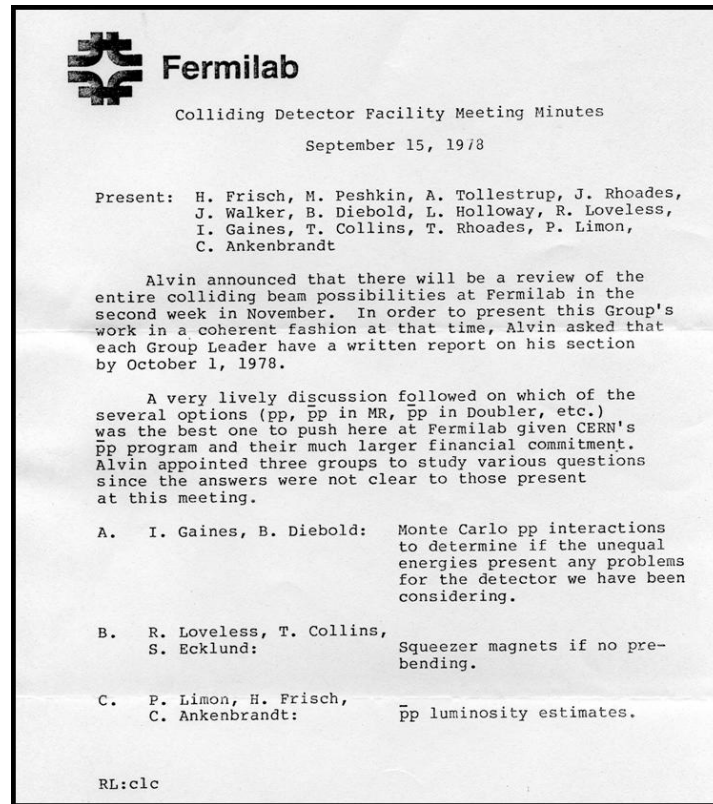 Fermilab
Colliding Detector Facility Meeting Minutes
September 15, 1978
Present: H. Frisch, M. Peshkin, A. Tollestrup, J. Rhoades,
J. Walker, B. Diebold, L. Holloway, R. Loveless,
I. Gaines, T. Collins, T. Rhoades, P. Limon,
C. Ankenbrandt
Alvin announced that there will be a review of the
entire colliding beam possibilities at Fermilab in the
second week in November. In order to present this Group's
work in a coherent fashion at that time, Alvin asked that
each Group Leader have a written report on his section
by October 1, 1978.
A very lively discussion followed on which of the
several options (pp, p̄p in MR, p̄p in Doubler, etc.)
was the best one to push here at Fermilab given CERN's
p̄p program and their much larger financial commitment.
Alvin appointed three groups to study various questions
since the answers were not clear to those present
at this meeting.
A. I. Gaines, B. Diebold: Monte Carlo pp interactions
to determine if the unequal
energies present any problems
for the detector we have been
considering.
B. R. Loveless, T. Collins,
S. Ecklund: Squeezer magnets if no pre-
bending.
C. P. Limon, H. Frisch,
C. Ankenbrandt: p̄p luminosity estimates.
RL:clc